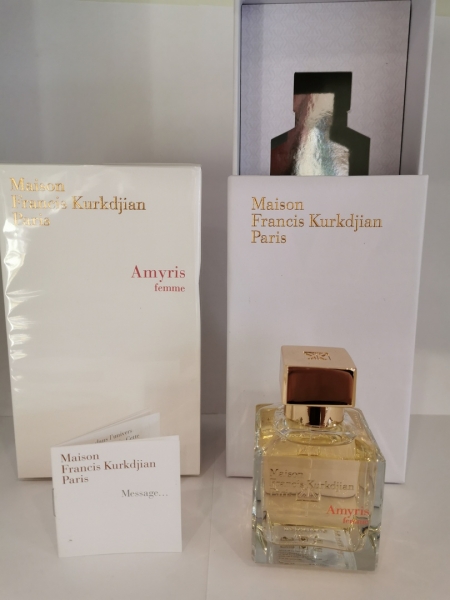 Maison
Francis Kurkdjian
Paris
Amyris
femme
Maison
Francis Kurkdjian
Paris
Maison
Francis Kurkdjian
Paris
Message...
Maison
Francis Kurkdjian
Amyris
femme